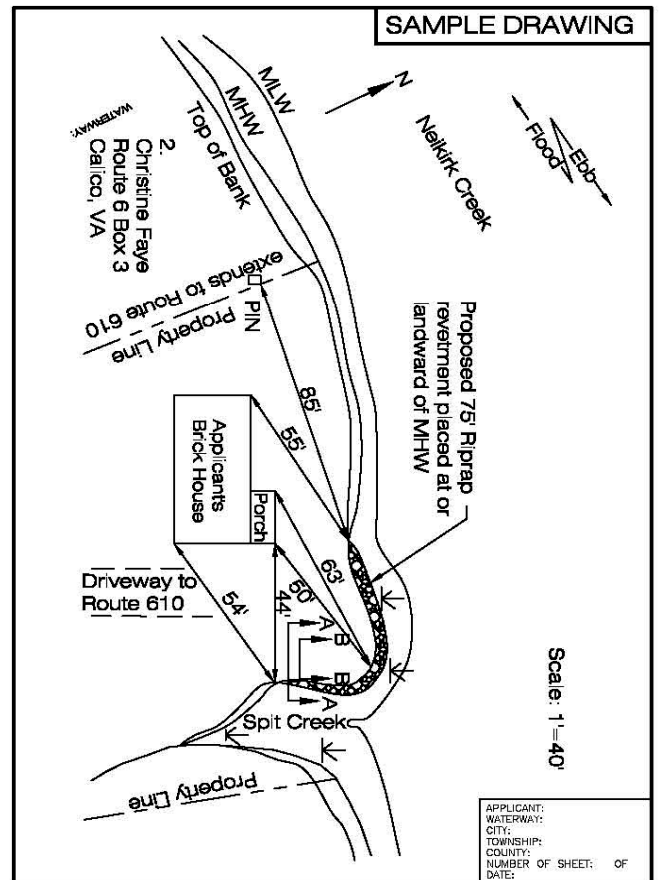 SAMPLE DRAWING
MLW
MHW
Top of Bank
N
Neikirk Creek
Flood
Ebb
WATERWAY:
2.
Christine Faye
Route 6 Box 3
Calico, VA
extends to Route 610
Property Line
PIN
Proposed 75' Riprap
revetment placed at or
landward of MHW
85'
55'
Applicant's
Brick House
Porch
63'
50'
44'
54'
Driveway to
Route 610
A
B
B
A
Spit Creek
Scale: 1'=40'
Property Line
APPLICANT:
WATERWAY:
CITY:
TOWNSHIP:
COUNTY:
NUMBER OF SHEET: OF
DATE: